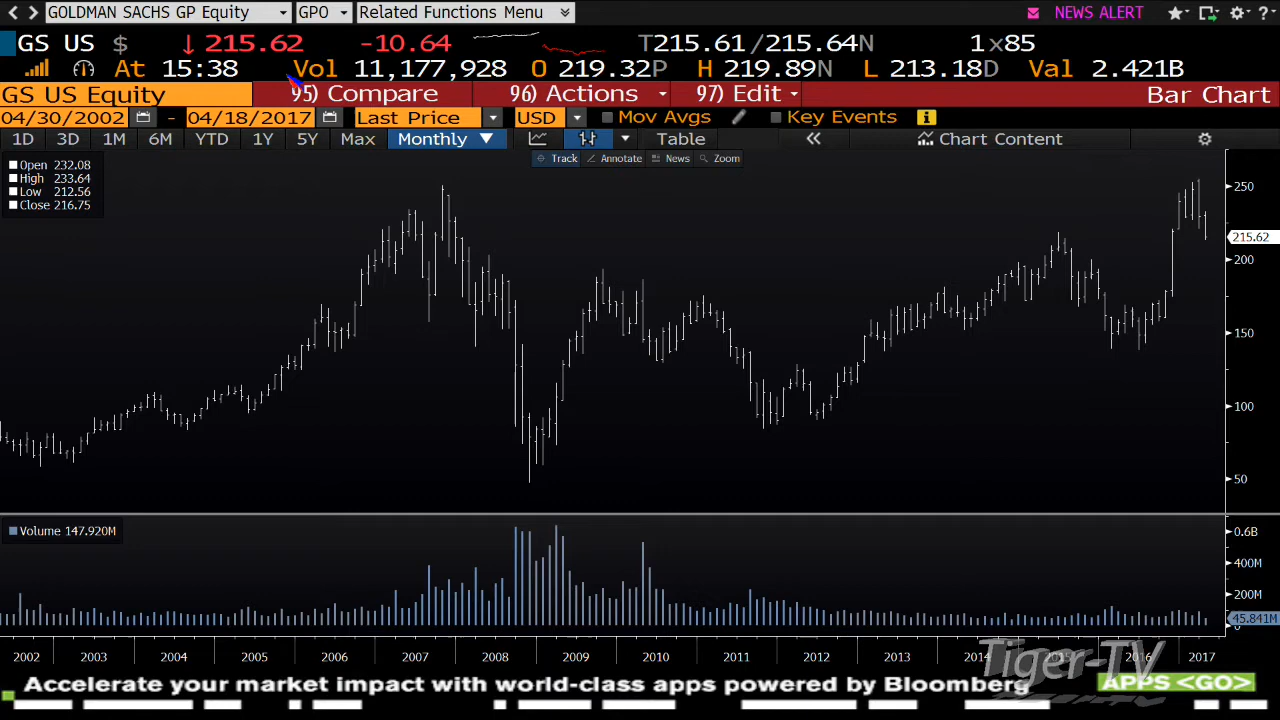 GOLDMAN SACHS GP Equity GPO Related Functions Menu NEWS ALERT ?
GS US $ ↓ 215.62 -10.64 T215.61/215.64N 1x85
At 15:38 Vol 11,177,928 O 219.32P H 219.89N L 213.18D Val 2.421B
GS US Equity 95) Compare 96) Actions 97) Edit Bar Chart
04/30/2002 - 04/18/2017 Last Price USD Mov Avgs Key Events
1D 3D 1M 6M YTD 1Y 5Y Max Monthly ▼ Table « Chart Content
Track Annotate News Zoom
Open 232.08
High 233.64
Low 212.56
Close 216.75
250
215.62
200
150
100
50
Volume 147.920M
0.6B
400M
200M
45.841M
0
2002 2003 2004 2005 2006 2007 2008 2009 2010 2011 2012 2013 2014 2015 2016 2017
Tiger-TV
Accelerate your market impact with world-class apps powered by Bloomberg APPS <GO>